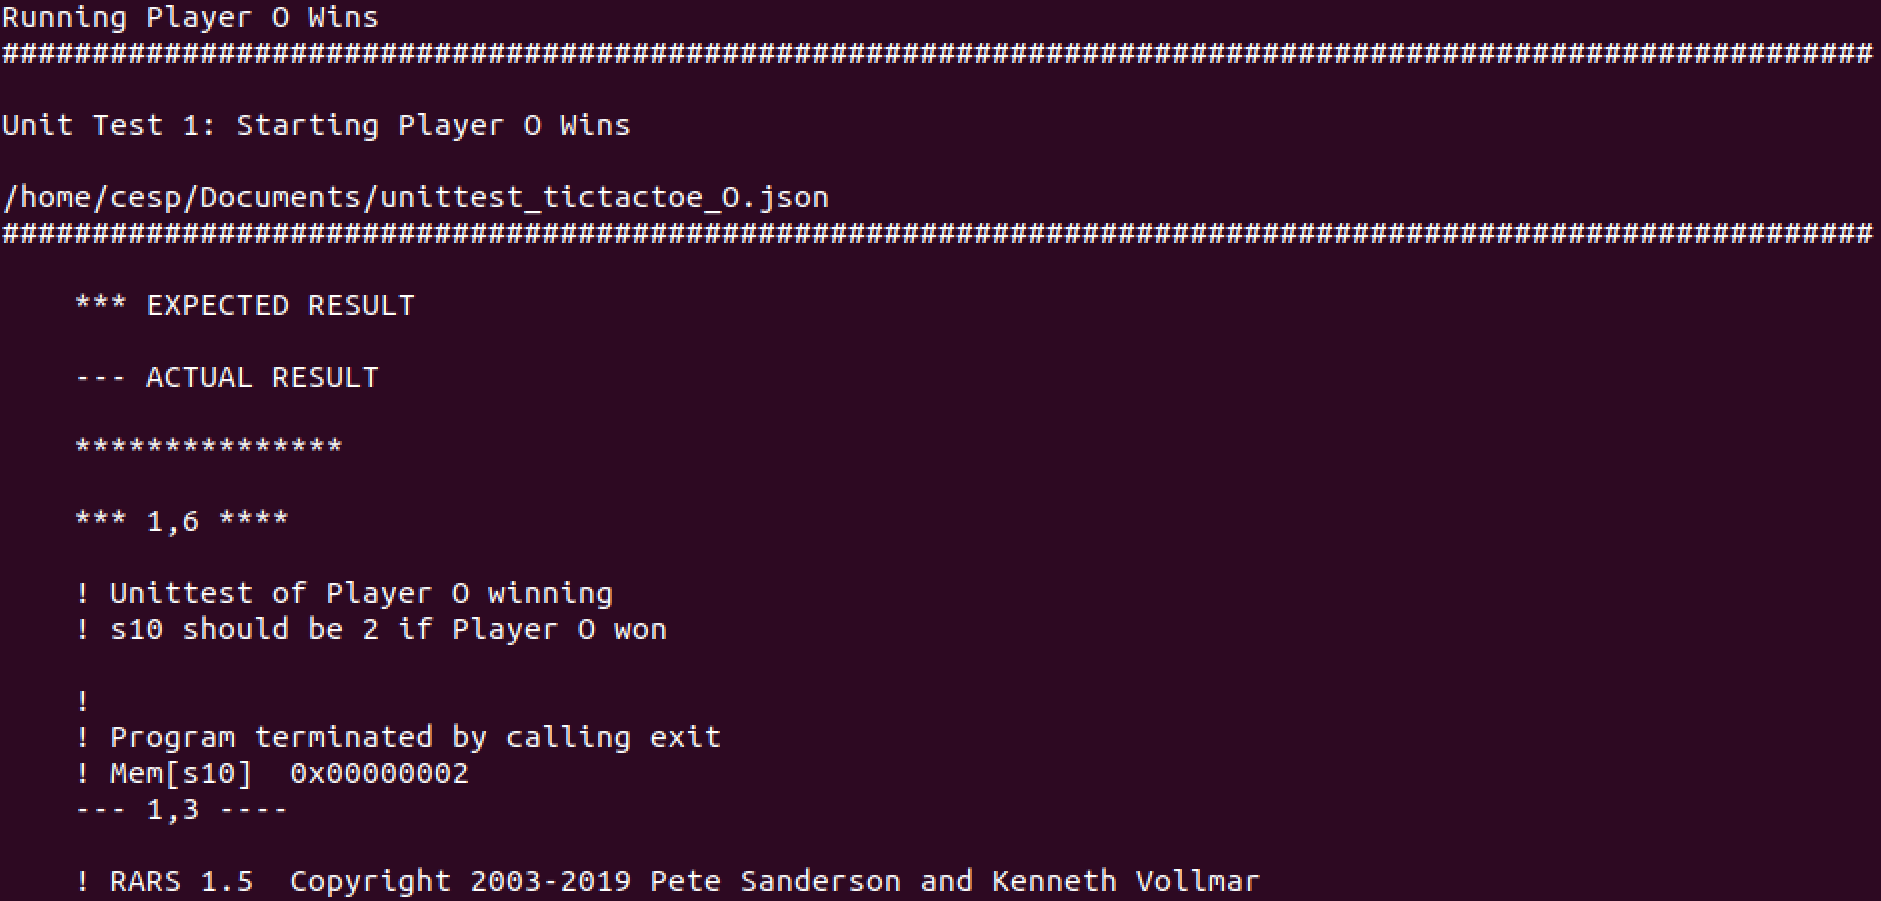 Running Player O Wins
########################################################################################################
Unit Test 1: Starting Player O Wins
/home/cesp/Documents/unittest_tictactoe_O.json
########################################################################################################
*** EXPECTED RESULT
--- ACTUAL RESULT
***************
*** 1,6 ****
! Unittest of Player O winning
! s10 should be 2 if Player O won
!
! Program terminated by calling exit
! Mem[s10]  0x00000002
--- 1,3 ----
! RARS 1.5  Copyright 2003-2019 Pete Sanderson and Kenneth Vollmar